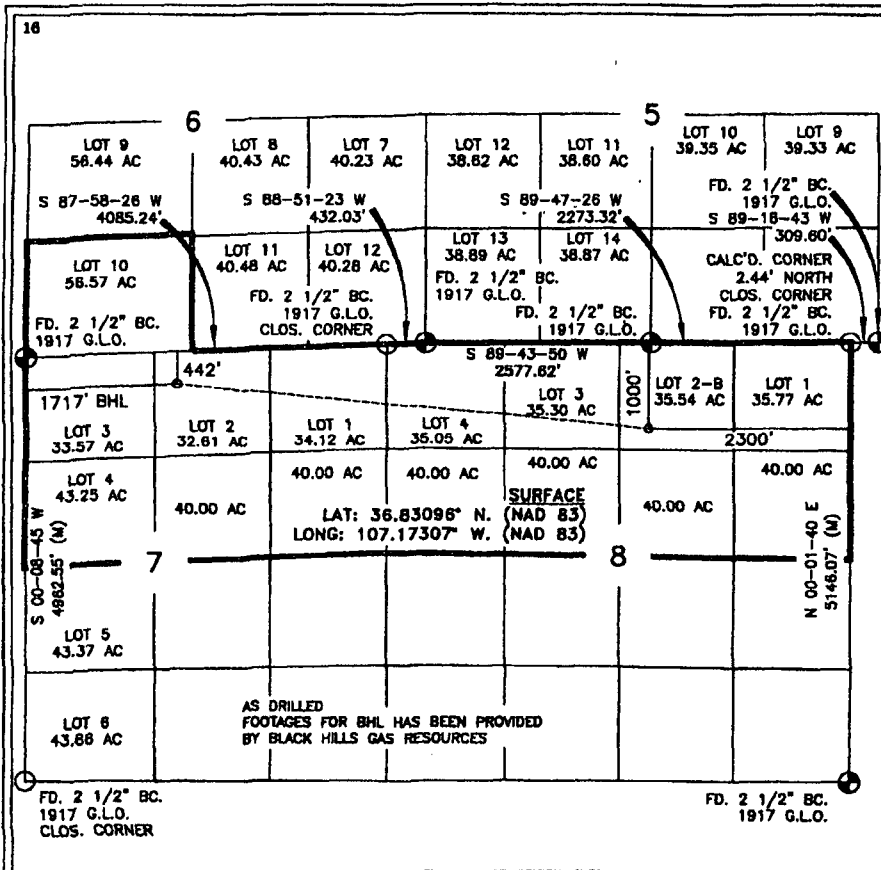 16
6
5
LOT 9
56.44 AC
LOT 8
40.43 AC
LOT 7
40.23 AC
LOT 12
38.62 AC
LOT 11
38.60 AC
LOT 10
39.35 AC
LOT 9
39.33 AC
S 87-58-26 W
4085.24'
S 88-51-23 W
432.03'
S 89-47-26 W
2273.32'
FD. 2 1/2" BC.
1917 G.L.O.
S 89-16-43 W
309.60'
LOT 10
56.57 AC
LOT 11
40.48 AC
LOT 12
40.28 AC
LOT 13
38.89 AC
LOT 14
38.87 AC
CALC'D. CORNER
2.44' NORTH
CLOS. CORNER
FD. 2 1/2" BC.
1917 G.L.O.
FD. 2 1/2" BC.
1917 G.L.O.
FD. 2 1/2" BC.
1917 G.L.O.
CLOS. CORNER
FD. 2 1/2" BC.
1917 G.L.O.
FD. 2 1/2" BC.
1917 G.L.O.
S 89-43-50 W
2577.62'
442'
1717' BHL
1000'
2300'
LOT 3
33.57 AC
LOT 2
32.61 AC
LOT 1
34.12 AC
LOT 4
35.05 AC
LOT 3
35.30 AC
LOT 2-B
35.54 AC
LOT 1
35.77 AC
LOT 4
43.25 AC
40.00 AC
40.00 AC
40.00 AC
40.00 AC
40.00 AC
40.00 AC
SURFACE
LAT: 36.83096° N. (NAD 83)
LONG: 107.17307° W. (NAD 83)
S 00-08-45 W
4962.55' (M)
7
8
N 00-01-40 E
5146.07' (M)
LOT 5
43.37 AC
LOT 6
43.86 AC
AS DRILLED
FOOTAGES FOR BHL HAS BEEN PROVIDED
BY BLACK HILLS GAS RESOURCES
FD. 2 1/2" BC.
1917 G.L.O.
CLOS. CORNER
FD. 2 1/2" BC.
1917 G.L.O.